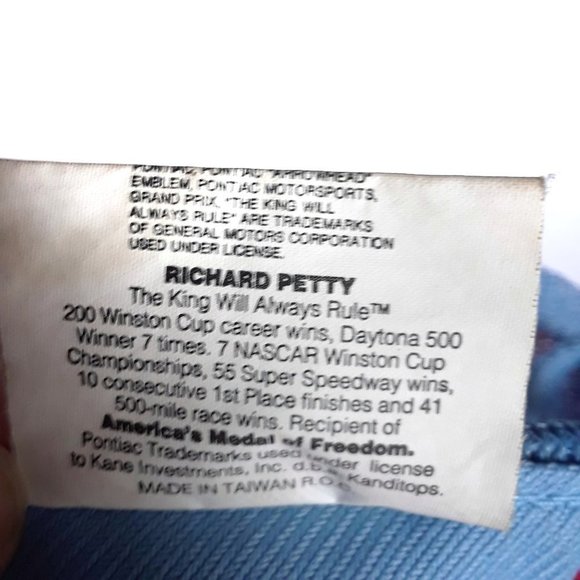 PONTIAC, PONTIAC "ARROWHEAD"
EMBLEM, PONTIAC MOTORSPORTS,
GRAND PRIX, "THE KING WILL
ALWAYS RULE" ARE TRADEMARKS
OF GENERAL MOTORS CORPORATION
USED UNDER LICENSE.
RICHARD PETTY
The King Will Always Rule™
200 Winston Cup career wins, Daytona 500
Winner 7 times. 7 NASCAR Winston Cup
Championships, 55 Super Speedway wins,
10 consecutive 1st Place finishes and 41
500-mile race wins. Recipient of
America's Medal of Freedom.
Pontiac Trademarks used under license
to Kane Investments, Inc. Kanditops.
MADE IN TAIWAN R.O.